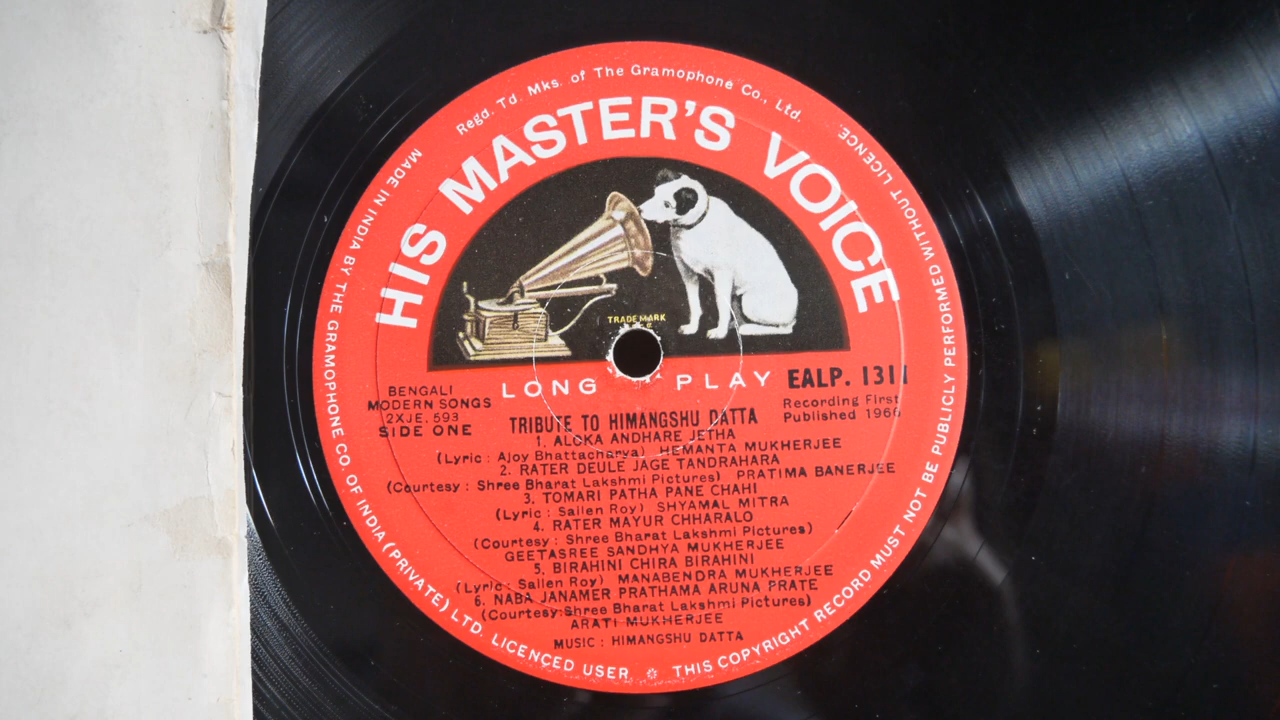 Regd. Td. Mks. of The Gramophone Co., Ltd.
MADE IN INDIA BY THE GRAMOPHONE CO. OF INDIA (PRIVATE) LTD. LICENCED USER ☼ THIS COPYRIGHT RECORD MUST NOT BE PUBLICLY PERFORMED WITHOUT LICENCE.
HIS MASTER'S VOICE
TRADE MARK
LONG PLAY
EALP. 1311
Recording First
Published 1966
BENGALI
MODERN SONGS
2XJE. 593
SIDE ONE
TRIBUTE TO HIMANGSHU DATTA
1. ALOKA ANDHARE JETHA
(Lyric : Ajoy Bhattacharya) HEMANTA MUKHERJEE
2. RATER DEULE JAGE TANDRAHARA
(Courtesy : Shree Bharat Lakshmi Pictures) PRATIMA BANERJEE
3. TOMARI PATHA PANE CHAHI
(Lyric : Sailen Roy) SHYAMAL MITRA
4. RATER MAYUR CHHARALO
(Courtesy : Shree Bharat Lakshmi Pictures)
GEETASREE SANDHYA MUKHERJEE
5. BIRAHINI CHIRA BIRAHINI
(Lyric : Sailen Roy) MANABENDRA MUKHERJEE
6. NABA JANAMER PRATHAMA ARUNA PRATE
(Courtesy:Shree Bharat Lakshmi Pictures)
ARATI MUKHERJEE
MUSIC : HIMANGSHU DATTA